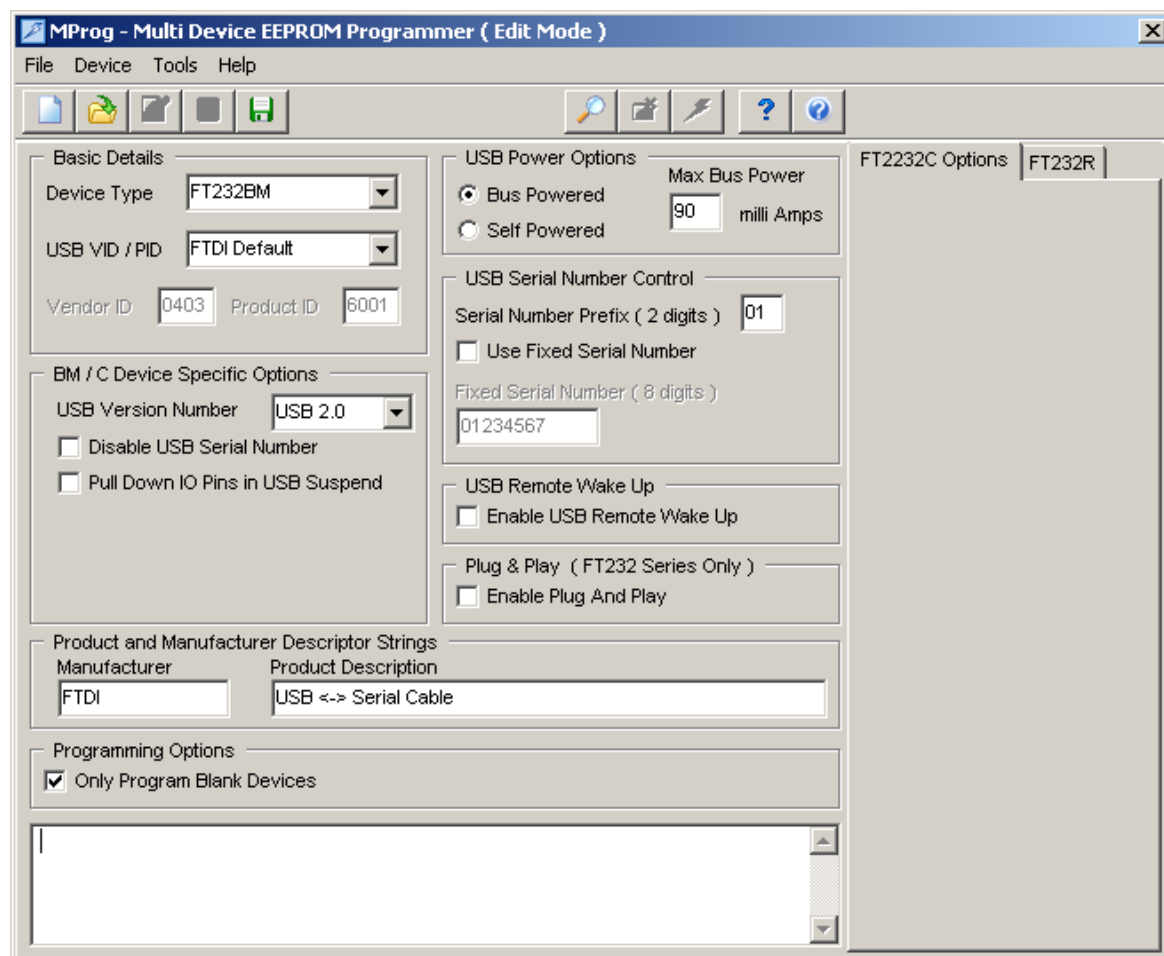 MProg - Multi Device EEPROM Programmer ( Edit Mode )
File Device Tools Help
Basic Details
Device Type FT232BM
USB VID / PID FTDI Default
Vendor ID 0403 Product ID 6001
BM / C Device Specific Options
USB Version Number USB 2.0
Disable USB Serial Number
Pull Down IO Pins in USB Suspend
USB Power Options
Bus Powered
Self Powered
Max Bus Power
90 milli Amps
USB Serial Number Control
Serial Number Prefix ( 2 digits ) 01
Use Fixed Serial Number
Fixed Serial Number ( 8 digits )
01234567
USB Remote Wake Up
Enable USB Remote Wake Up
Plug & Play ( FT232 Series Only )
Enable Plug And Play
Product and Manufacturer Descriptor Strings
Manufacturer Product Description
FTDI USB <-> Serial Cable
Programming Options
Only Program Blank Devices
FT2232C Options FT232R